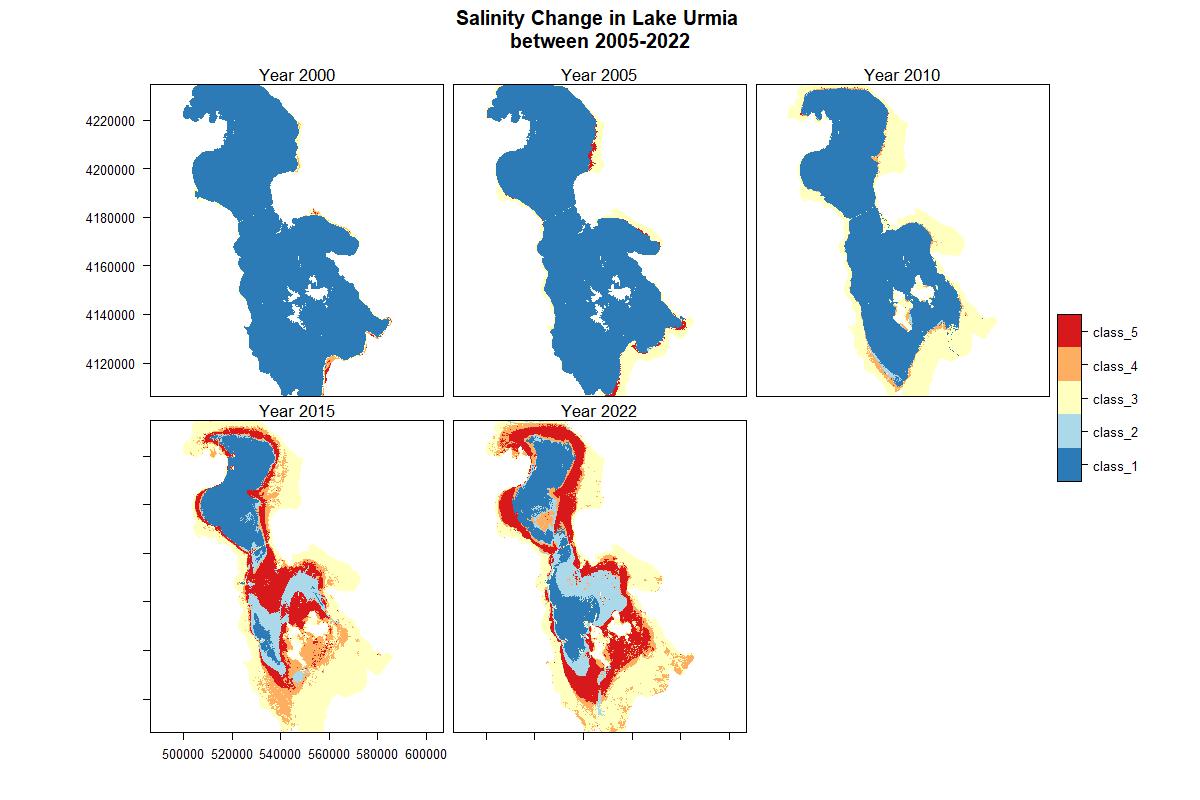 Salinity Change in Lake Urmia
between 2005-2022
Year 2000
Year 2005
Year 2010
4220000
4200000
4180000
4160000
4140000
4120000
class_5
class_4
class_3
class_2
class_1
Year 2015
Year 2022
500000 520000 540000 560000 580000 600000